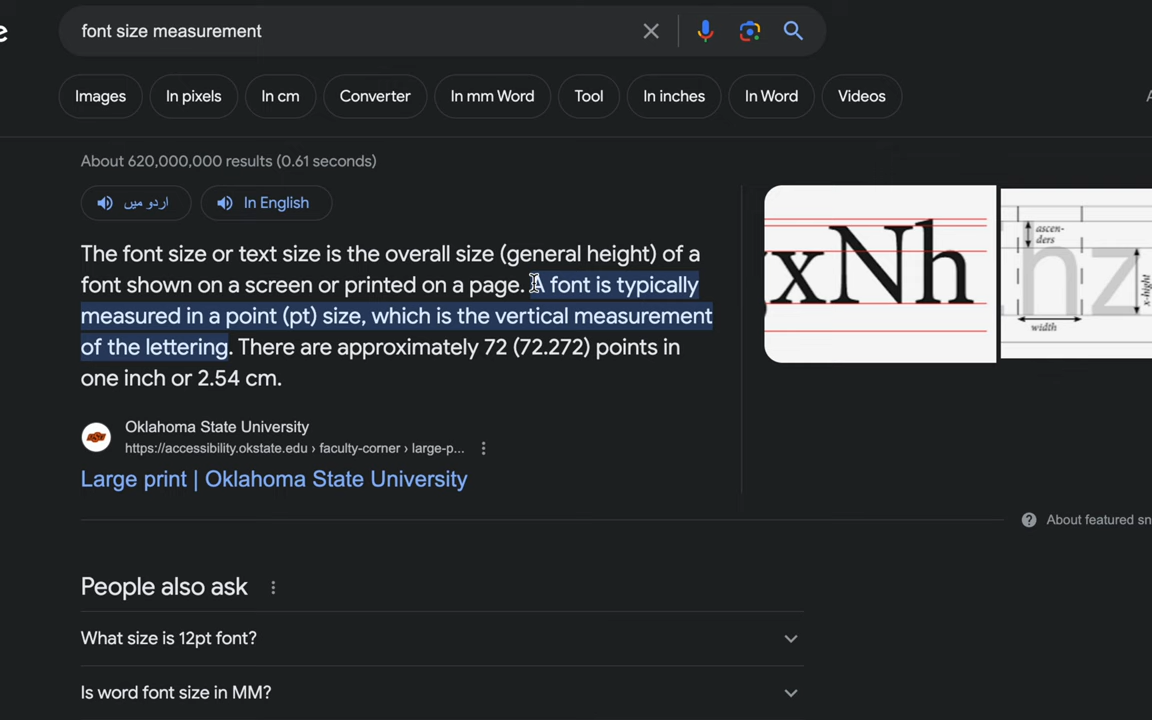 font size measurement
Images
In pixels
In cm
Converter
In mm Word
Tool
In inches
In Word
Videos
About 620,000,000 results (0.61 seconds)
اردو میں
In English
The font size or text size is the overall size (general height) of a
font shown on a screen or printed on a page. A font is typically
measured in a point (pt) size, which is the vertical measurement
of the lettering. There are approximately 72 (72.272) points in
one inch or 2.54 cm.
xNh
ascen-
ders
nz
x-hight
width
Oklahoma State University
https://accessibility.okstate.edu › faculty-corner › large-p...
Large print | Oklahoma State University
About featured sn
People also ask
What size is 12pt font?
Is word font size in MM?